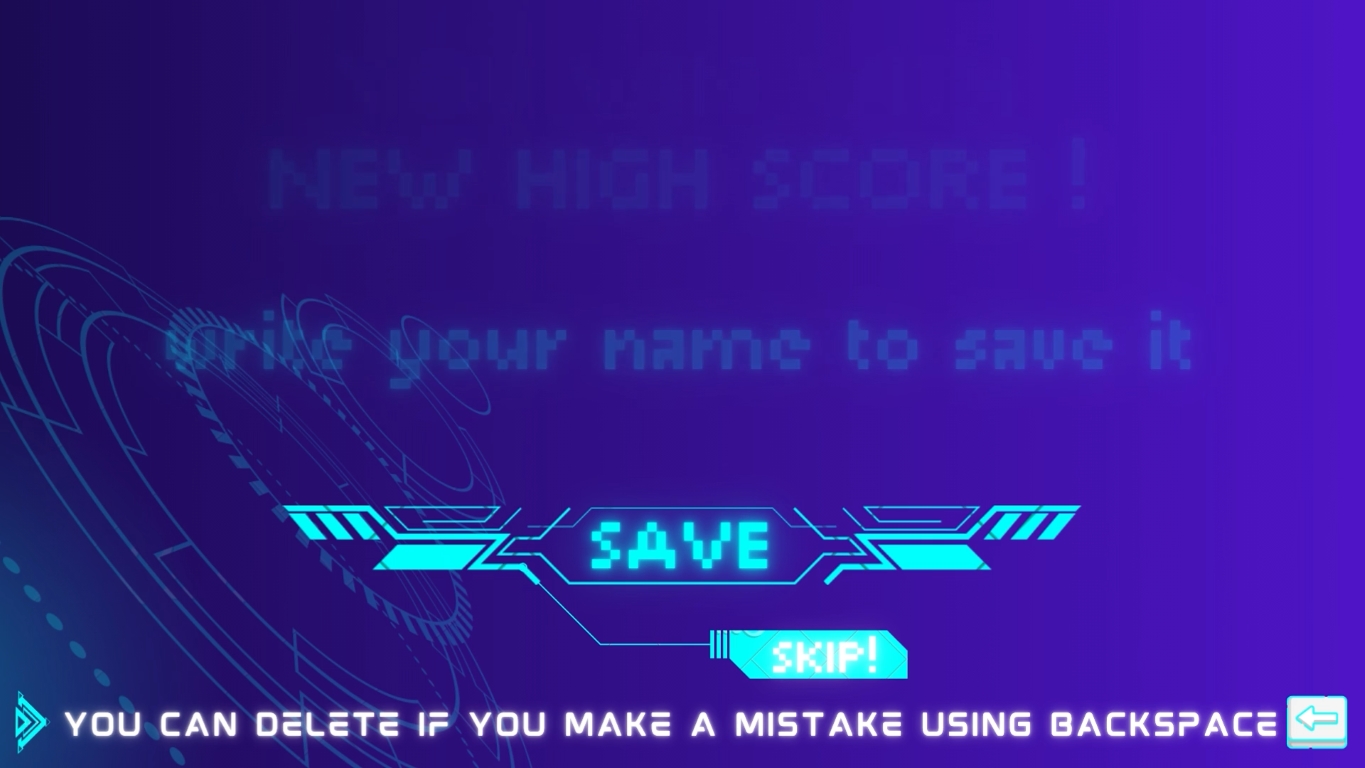 NEW HIGH SCORE !
write your name to save it
SAVE
SKIP!
YOU CAN DELETE IF YOU MAKE A MISTAKE USING BACKSPACE